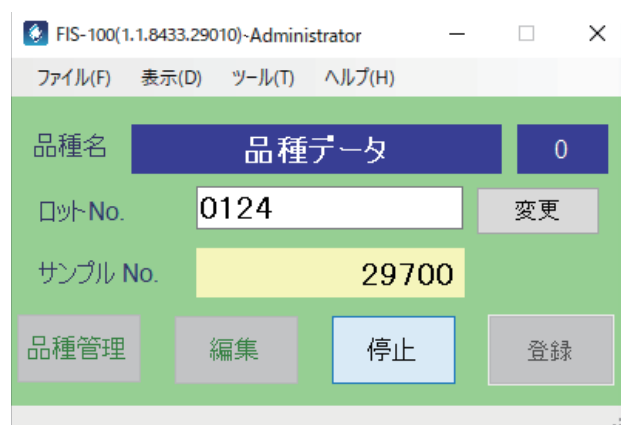 FIS-100(1.1.8433.29010)-Administrator
ファイル(F) 表示(D) ツール(T) ヘルプ(H)
品種名 品種データ 0
ロットNo. 0124 変更
サンプル No. 29700
品種管理 編集 停止 登録